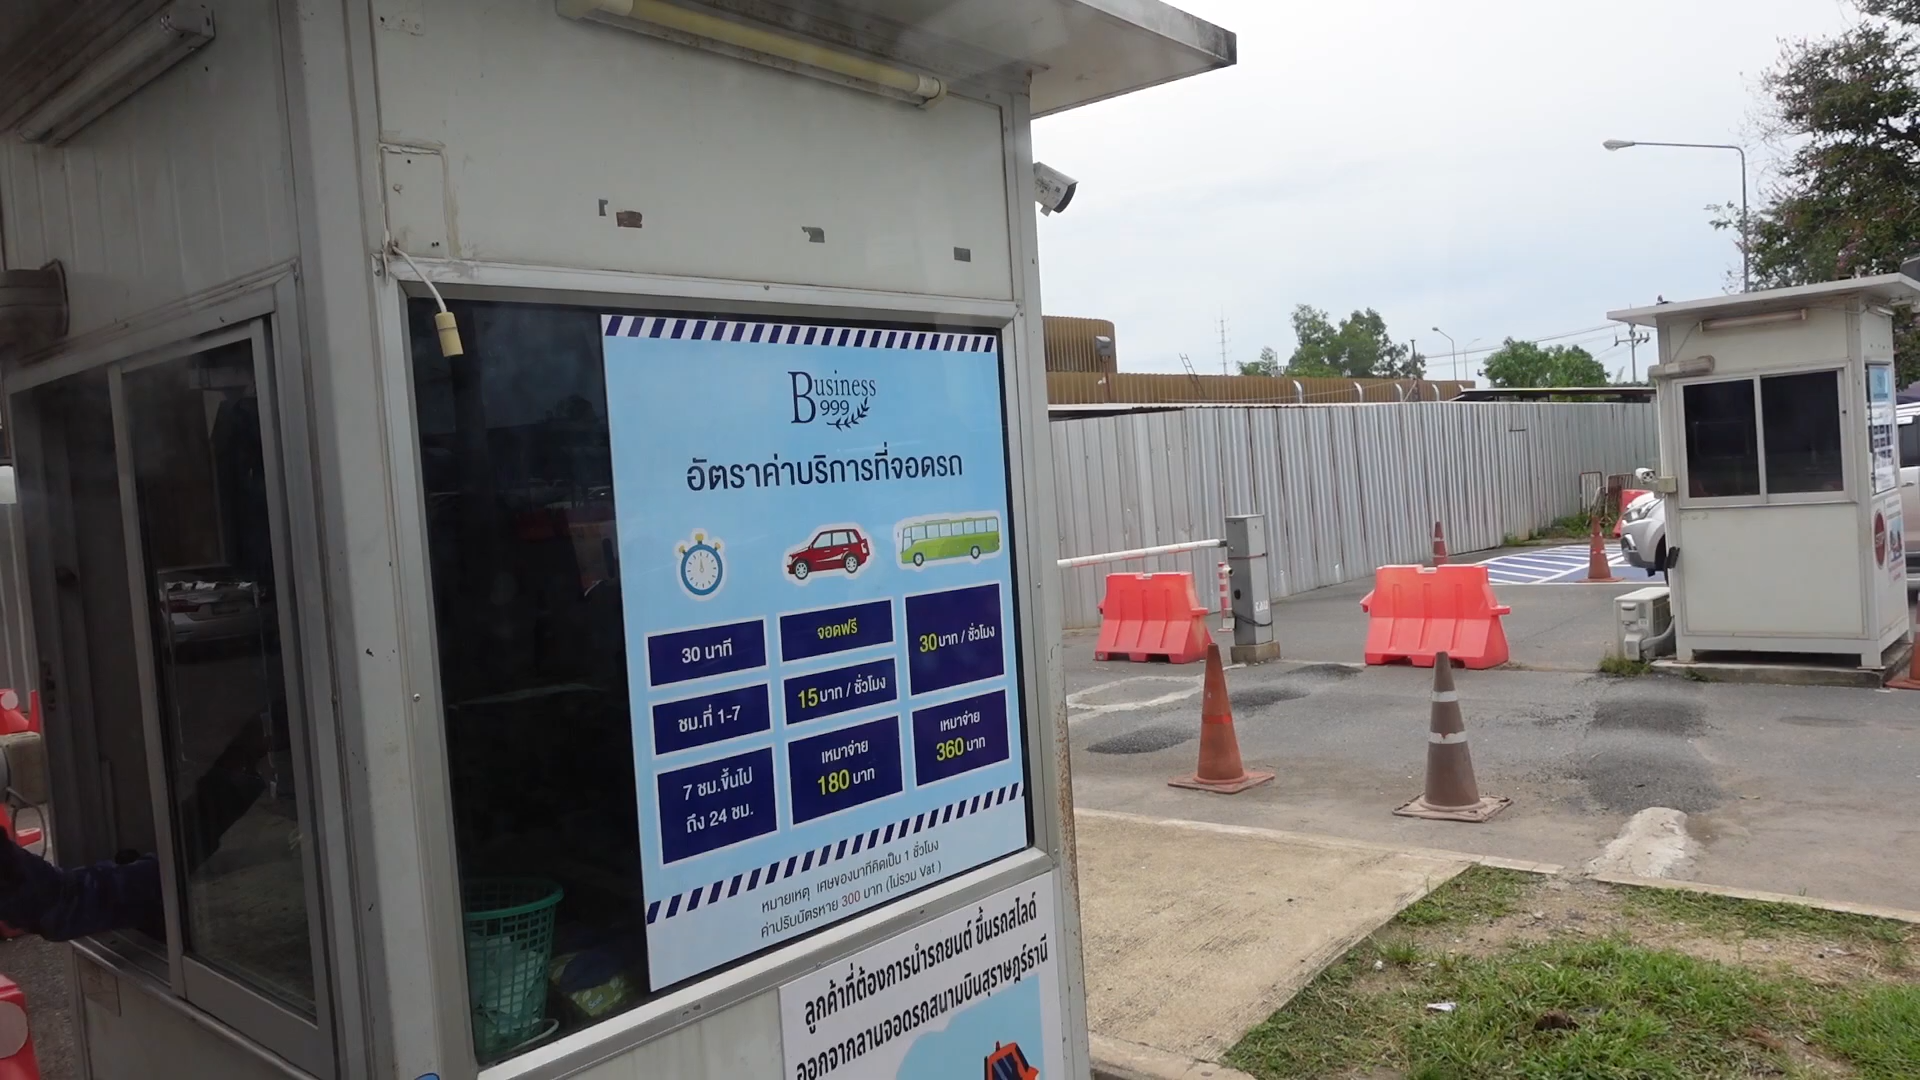 Business
999
อัตราค่าบริการที่จอดรถ
30 นาที
จอดฟรี
30 บาท / ชั่วโมง
ชม.ที่ 1-7
15 บาท / ชั่วโมง
7 ชม.ขึ้นไป
ถึง 24 ชม.
เหมาจ่าย
180 บาท
เหมาจ่าย
360 บาท
หมายเหตุ เศษของนาทีคิดเป็น 1 ชั่วโมง
ค่าปรับบัตรหาย 300 บาท (ไม่รวม Vat )
ลูกค้าที่ต้องการนำรถยนต์ ขึ้นรถสไลด์
ออกจากลานจอดรถสนามบินสุราษฎร์ธานี